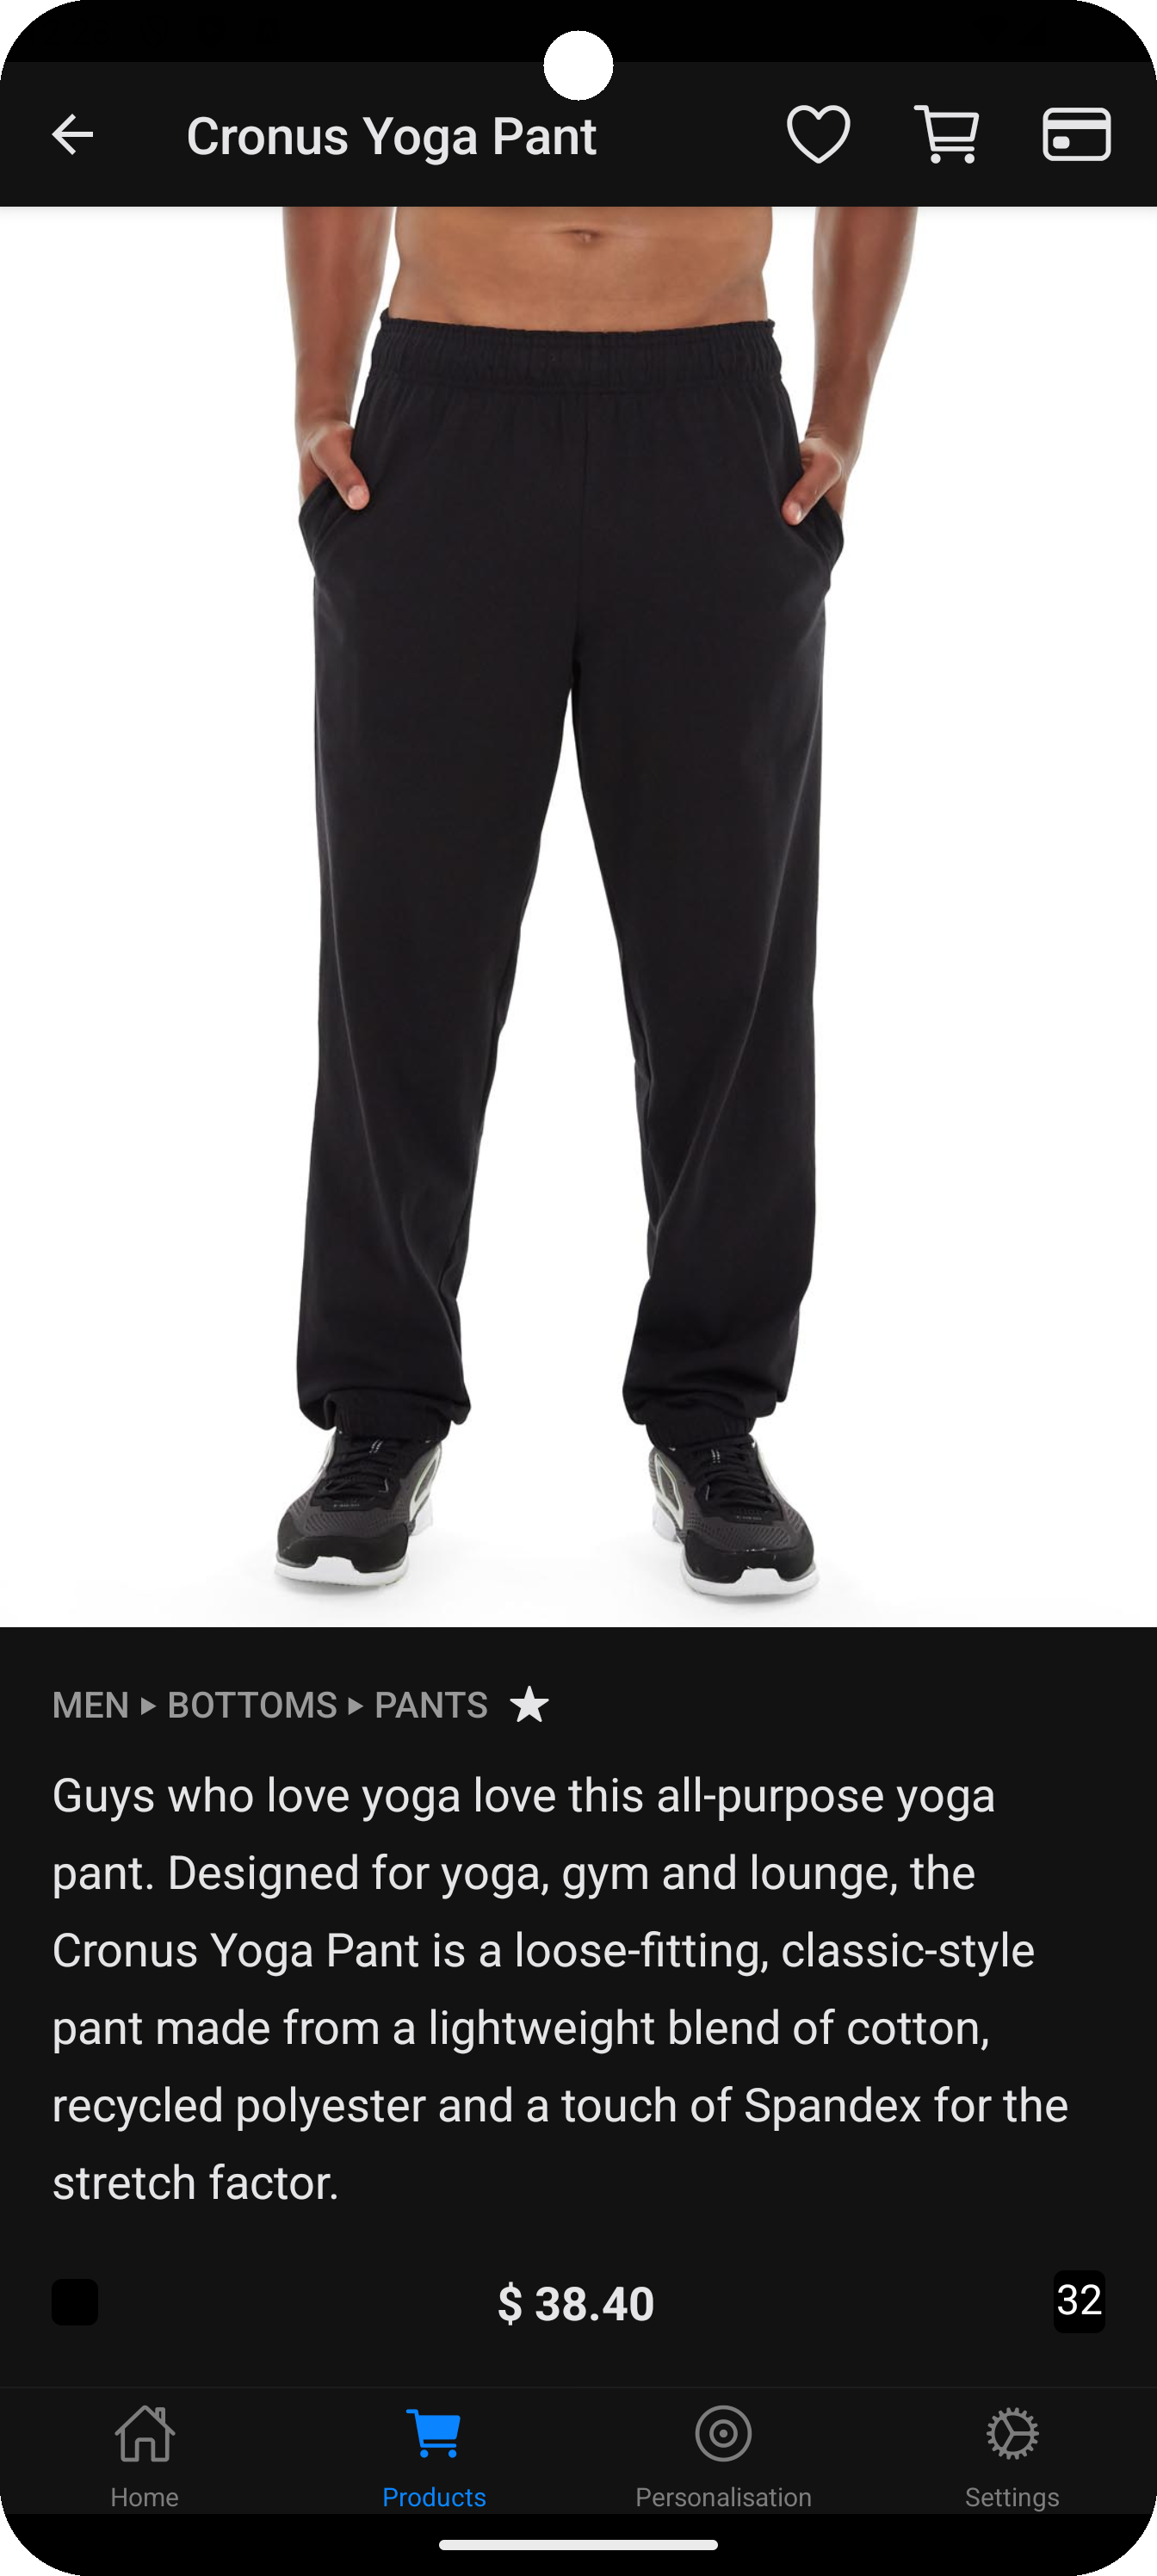 Cronus Yoga Pant
MEN ▸ BOTTOMS ▸ PANTS ★
Guys who love yoga love this all-purpose yoga
pant. Designed for yoga, gym and lounge, the
Cronus Yoga Pant is a loose-fitting, classic-style
pant made from a lightweight blend of cotton,
recycled polyester and a touch of Spandex for the
stretch factor.
$ 38.40
32
Home
Products
Personalisation
Settings